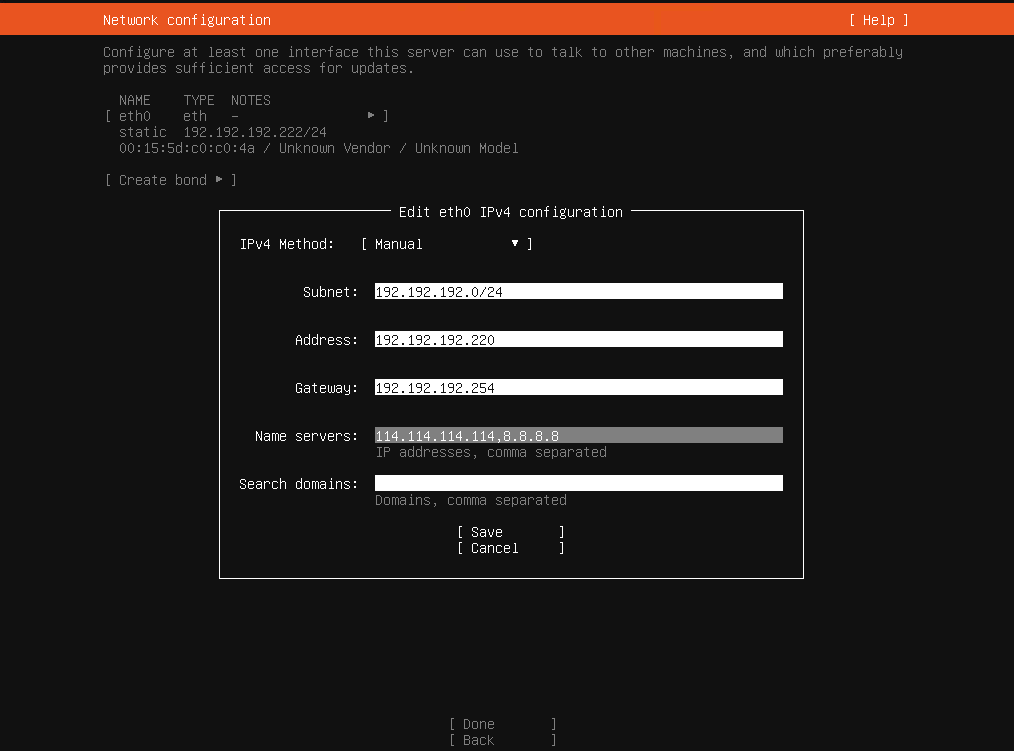 Network configuration [ Help ]
Configure at least one interface this server can use to talk to other machines, and which preferably
provides sufficient access for updates.
NAME TYPE NOTES
[ eth0 eth - ▸ ]
static 192.192.192.222/24
00:15:5d:c0:c0:4a / Unknown Vendor / Unknown Model
[ Create bond ▸ ]
Edit eth0 IPv4 configuration
IPv4 Method: [ Manual ▾ ]
Subnet: 192.192.192.0/24
Address: 192.192.192.220
Gateway: 192.192.192.254
Name servers: 114.114.114.114,8.8.8.8
IP addresses, comma separated
Search domains:
Domains, comma separated
[ Save ]
[ Cancel ]
[ Done ]
[ Back ]